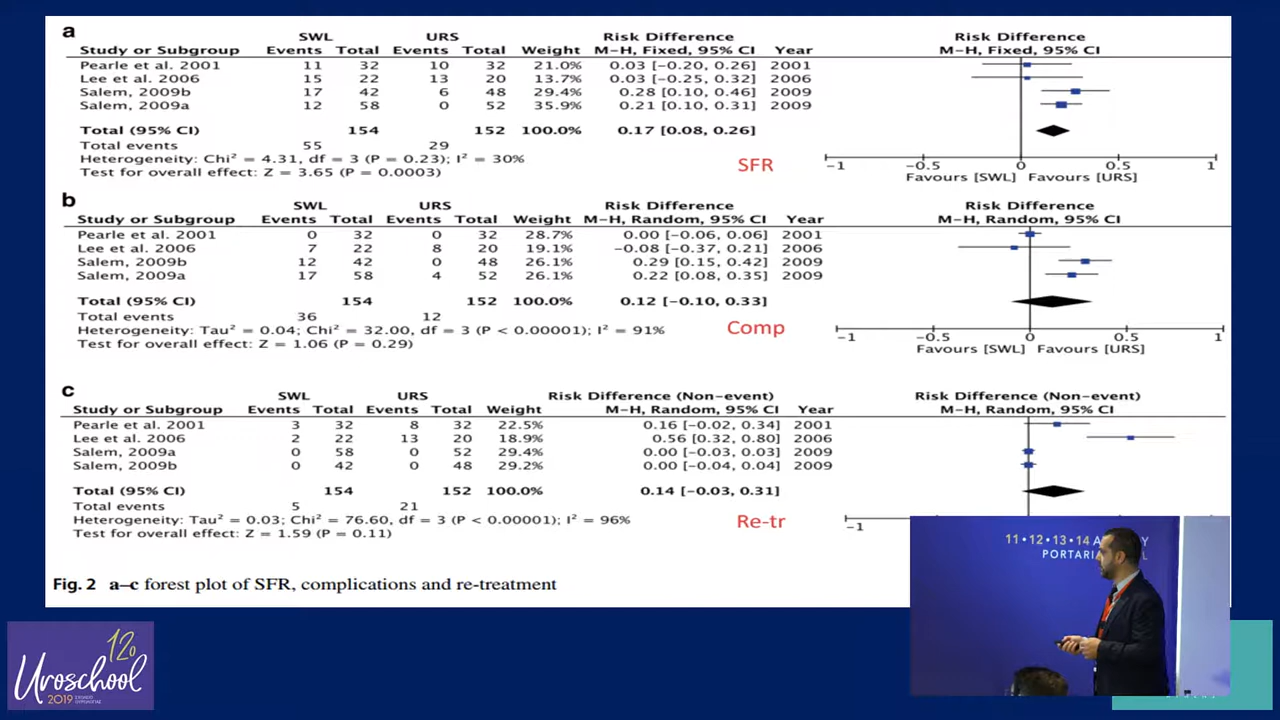 a
SWL URS Risk Difference Risk Difference
Study or Subgroup Events Total Events Total Weight M-H, Fixed, 95% CI Year M-H, Fixed, 95% CI
Pearle et al. 2001 11 32 10 32 21.0% 0.03 [-0.20, 0.26] 2001
Lee et al. 2006 15 22 13 20 13.7% 0.03 [-0.25, 0.32] 2006
Salem, 2009b 17 42 6 48 29.4% 0.28 [0.10, 0.46] 2009
Salem, 2009a 12 58 0 52 35.9% 0.21 [0.10, 0.31] 2009
Total (95% CI) 154 152 100.0% 0.17 [0.08, 0.26]
Total events 55 29
Heterogeneity: Chi² = 4.31, df = 3 (P = 0.23); I² = 30%
Test for overall effect: Z = 3.65 (P = 0.0003)
SFR
-1 -0.5 0 0.5 1
Favours [SWL] Favours [URS]
b
SWL URS Risk Difference Risk Difference
Study or Subgroup Events Total Events Total Weight M-H, Random, 95% CI Year M-H, Random, 95% CI
Pearle et al. 2001 0 32 0 32 28.7% 0.00 [-0.06, 0.06] 2001
Lee et al. 2006 7 22 8 20 19.1% -0.08 [-0.37, 0.21] 2006
Salem, 2009b 12 42 0 48 26.1% 0.29 [0.15, 0.42] 2009
Salem, 2009a 17 58 4 52 26.1% 0.22 [0.08, 0.35] 2009
Total (95% CI) 154 152 100.0% 0.12 [-0.10, 0.33]
Total events 36 12
Heterogeneity: Tau² = 0.04; Chi² = 32.00, df = 3 (P < 0.00001); I² = 91%
Test for overall effect: Z = 1.06 (P = 0.29)
Comp
-1 -0.5 0 0.5 1
Favours [SWL] Favours [URS]
c
SWL URS Risk Difference (Non-event) Risk Difference (Non-event)
Study or Subgroup Events Total Events Total Weight M-H, Random, 95% CI Year M-H, Random, 95% CI
Pearle et al. 2001 3 32 8 32 22.5% 0.16 [-0.02, 0.34] 2001
Lee et al. 2006 2 22 13 20 18.9% 0.56 [0.32, 0.80] 2006
Salem, 2009a 0 58 0 52 29.4% 0.00 [-0.03, 0.03] 2009
Salem, 2009b 0 42 0 48 29.2% 0.00 [-0.04, 0.04] 2009
Total (95% CI) 154 152 100.0% 0.14 [-0.03, 0.31]
Total events 5 21
Heterogeneity: Tau² = 0.03; Chi² = 76.60, df = 3 (P < 0.00001); I² = 96%
Test for overall effect: Z = 1.59 (P = 0.11)
Re-tr
-1
Fig. 2 a–c forest plot of SFR, complications and re-treatment
11•12•13•14
PORTARIA
12ο
Uroschool
2019